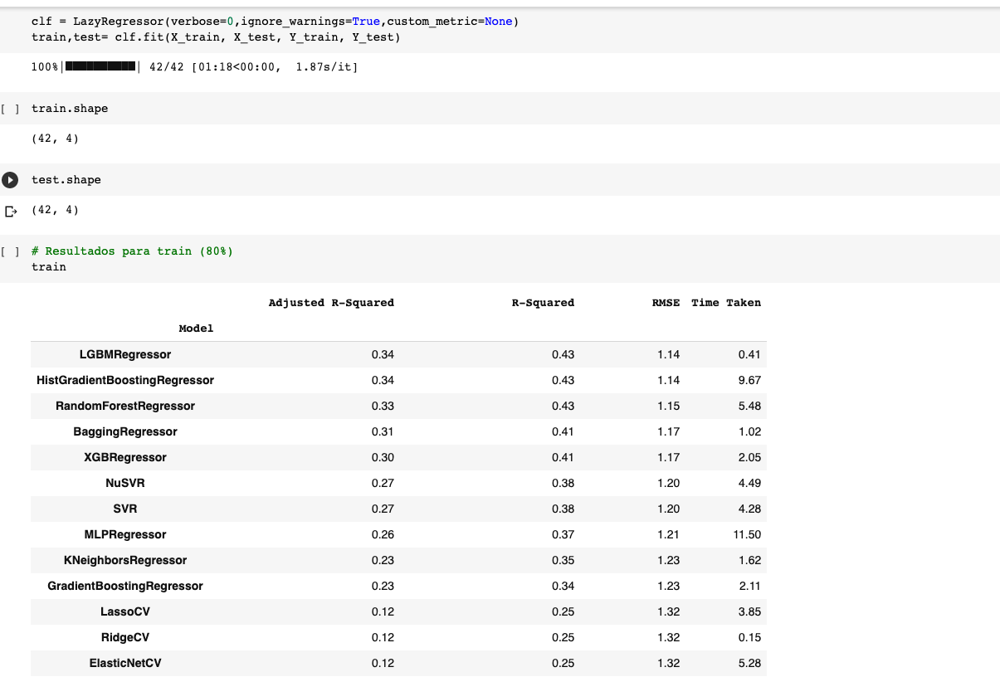 clf = LazyRegressor(verbose=0,ignore_warnings=True,custom_metric=None)
train,test= clf.fit(X_train, X_test, Y_train, Y_test)
100%|██████████| 42/42 [01:18<00:00,  1.87s/it]
[ ] train.shape
(42, 4)
test.shape
(42, 4)
[ ] # Resultados para train (80%)
train
Adjusted R-Squared R-Squared RMSE Time Taken
Model
LGBMRegressor 0.34 0.43 1.14 0.41
HistGradientBoostingRegressor 0.34 0.43 1.14 9.67
RandomForestRegressor 0.33 0.43 1.15 5.48
BaggingRegressor 0.31 0.41 1.17 1.02
XGBRegressor 0.30 0.41 1.17 2.05
NuSVR 0.27 0.38 1.20 4.49
SVR 0.27 0.38 1.20 4.28
MLPRegressor 0.26 0.37 1.21 11.50
KNeighborsRegressor 0.23 0.35 1.23 1.62
GradientBoostingRegressor 0.23 0.34 1.23 2.11
LassoCV 0.12 0.25 1.32 3.85
RidgeCV 0.12 0.25 1.32 0.15
ElasticNetCV 0.12 0.25 1.32 5.28